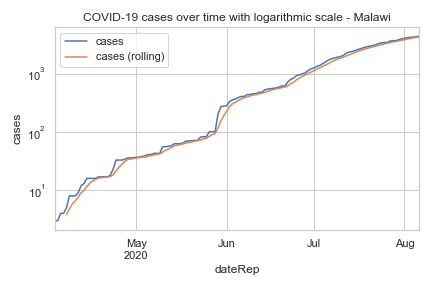 COVID-19 cases over time with logarithmic scale - Malawi
cases
cases (rolling)
10³
10²
10¹
cases
May
2020
Jun
Jul
Aug
dateRep